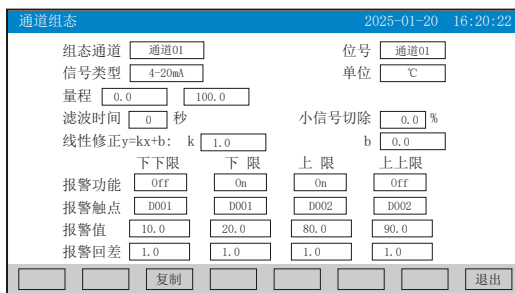 通道组态 2025-01-20 16:20:22
组态通道 通道01 位号 通道01
信号类型 4-20mA 单位 ℃
量程 0.0 100.0
滤波时间 0 秒 小信号切除 0.0 %
线性修正y=kx+b: k 1.0 b 0.0
下下限 下 限 上 限 上上限
报警功能 Off On On Off
报警触点 DO01 DO01 DO02 DO02
报警值 10.0 20.0 80.0 90.0
报警回差 1.0 1.0 1.0 1.0
复制 退出